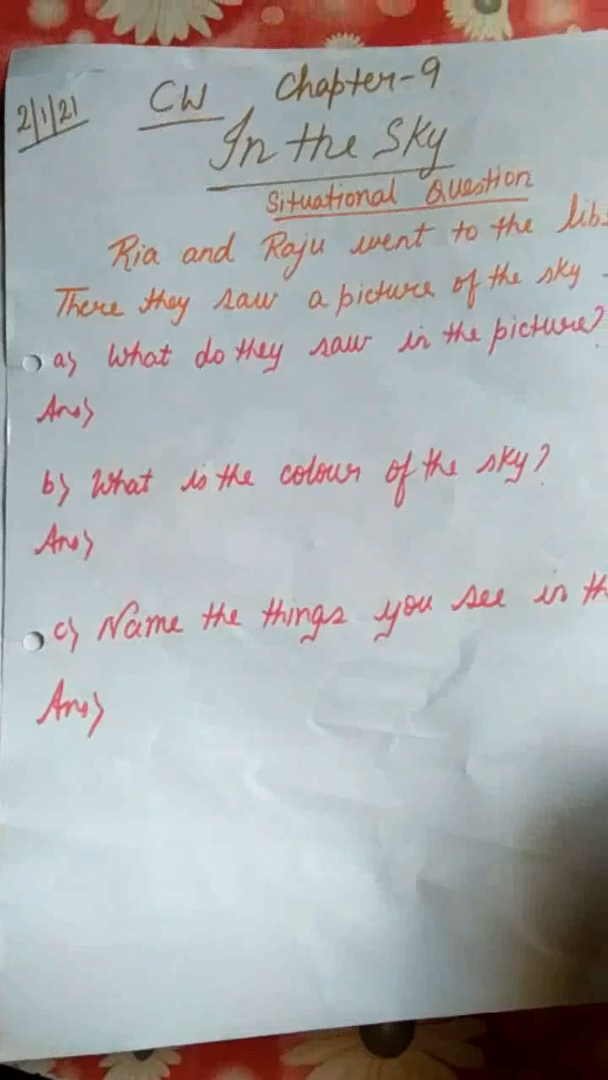 2/1/21 CW Chapter-9
In the Sky
Situational Question
Ria and Raju went to the
There they saw a picture of the sky
a) What do they saw in the picture?
Ans)
b) What is the colour of the sky?
Ans)
c) Name the things you see in
Ans)